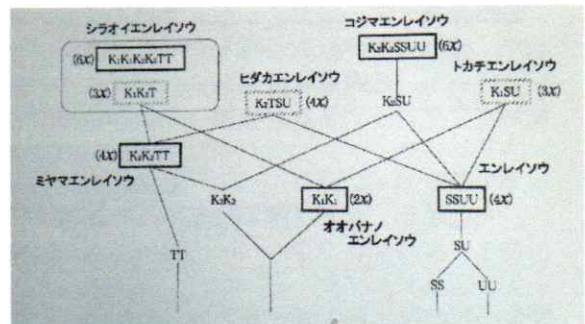 シラオイエンレイソウ
コジマエンレイソウ
(6X) K₁K₁K₂K₂TT
K₂K₂SSUU (6X)
トカチエンレイソウ
ヒダカエンレイソウ
(3X) K₁K₂T
K₂TSU (4X)
K₂SU
K₁SU (3X)
(4X) K₂K₂TT
エンレイソウ
ミヤマエンレイソウ
K₂K₂
K₁K₁ (2X)
SSUU (4X)
オオバナノ
エンレイソウ
TT
SU
SS
UU